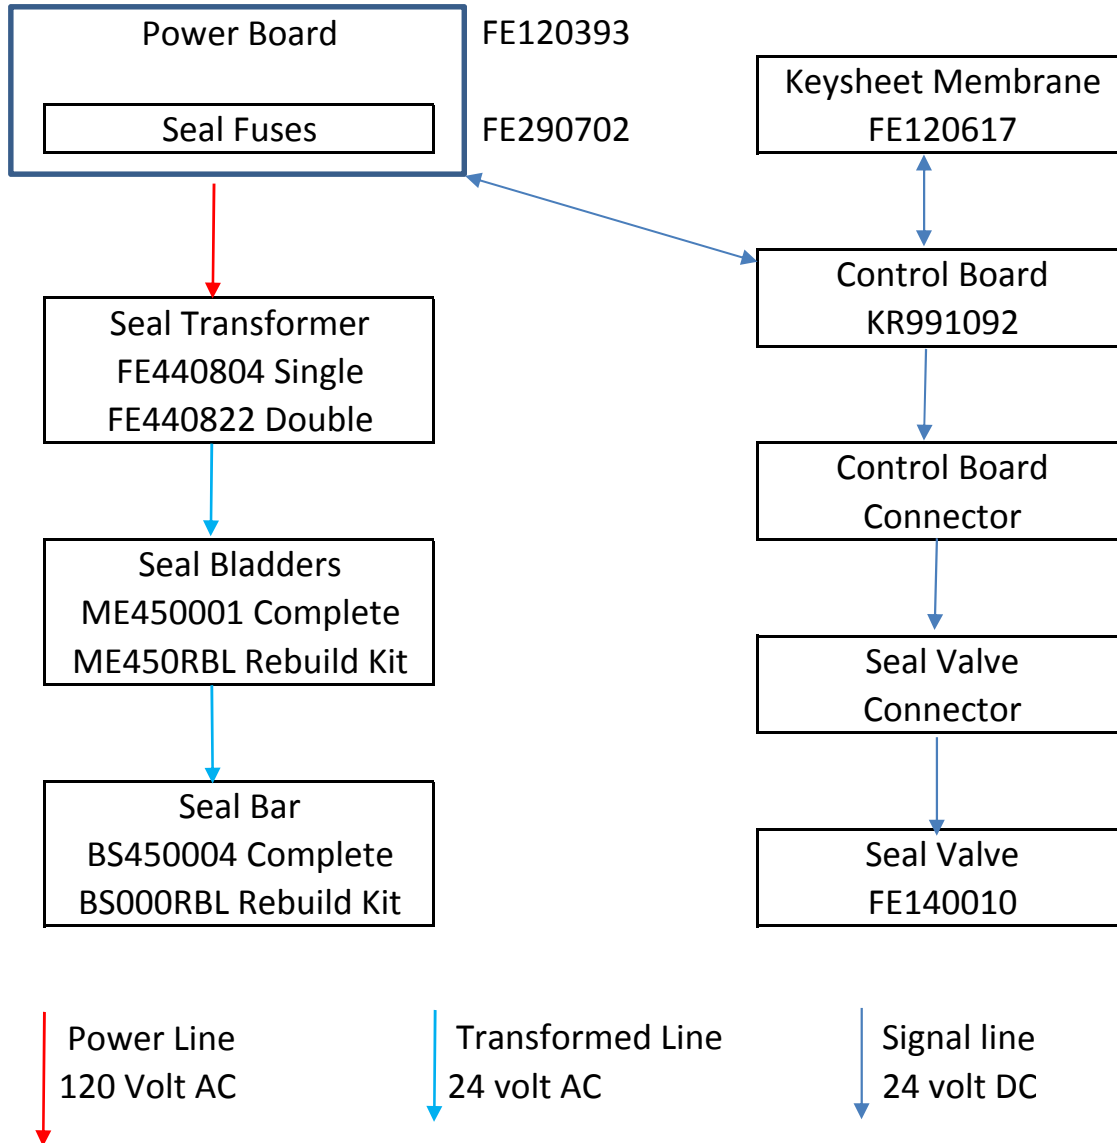 Power Board
FE120393
Seal Fuses
FE290702
Keysheet Membrane
FE120617
Control Board
KR991092
Seal Transformer
FE440804 Single
FE440822 Double
Control Board
Connector
Seal Bladders
ME450001 Complete
ME450RBL Rebuild Kit
Seal Valve
Connector
Seal Bar
BS450004 Complete
BS000RBL Rebuild Kit
Seal Valve
FE140010
Power Line
120 Volt AC
Transformed Line
24 volt AC
Signal line
24 volt DC